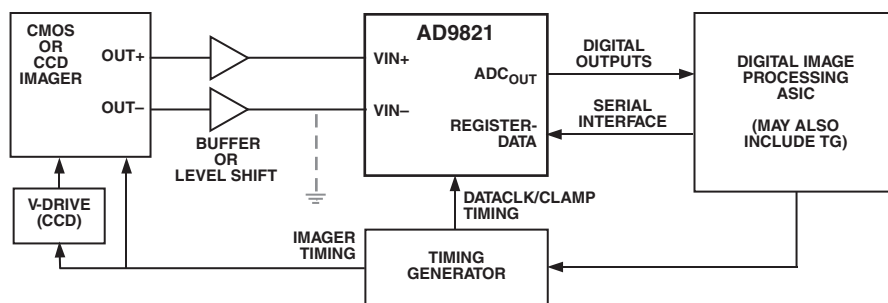 CMOS
OR
CCD
IMAGER
OUT+
OUT–
BUFFER
OR
LEVEL SHIFT
V-DRIVE
(CCD)
AD9821
VIN+
VIN–
ADCOUT
REGISTER-
DATA
DIGITAL
OUTPUTS
SERIAL
INTERFACE
DIGITAL IMAGE
PROCESSING
ASIC
(MAY ALSO
INCLUDE TG)
DATACLK/CLAMP
TIMING
IMAGER
TIMING
TIMING
GENERATOR